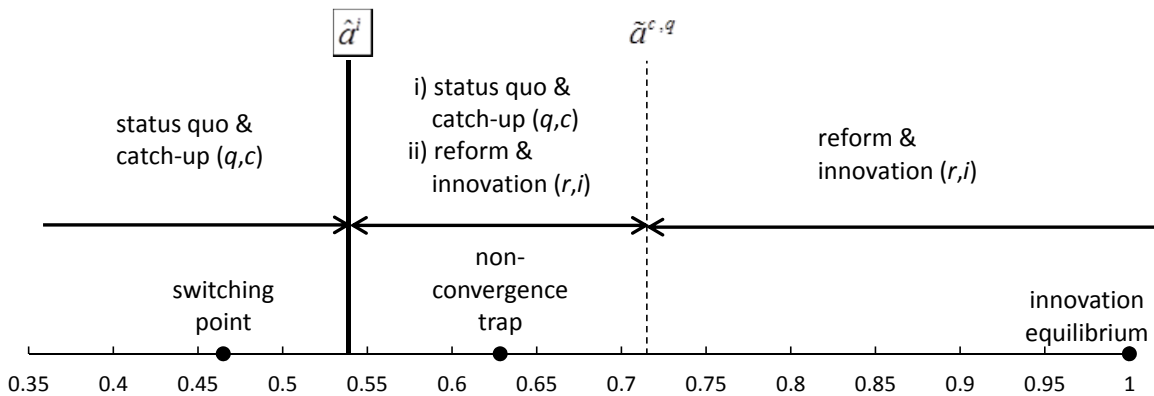 âⁱ
ã^{c,q}
status quo &
catch-up (q,c)
i) status quo &
catch-up (q,c)
ii) reform &
innovation (r,i)
reform &
innovation (r,i)
switching
point
non-
convergence
trap
innovation
equilibrium
0.35 0.4 0.45 0.5 0.55 0.6 0.65 0.7 0.75 0.8 0.85 0.9 0.95 1